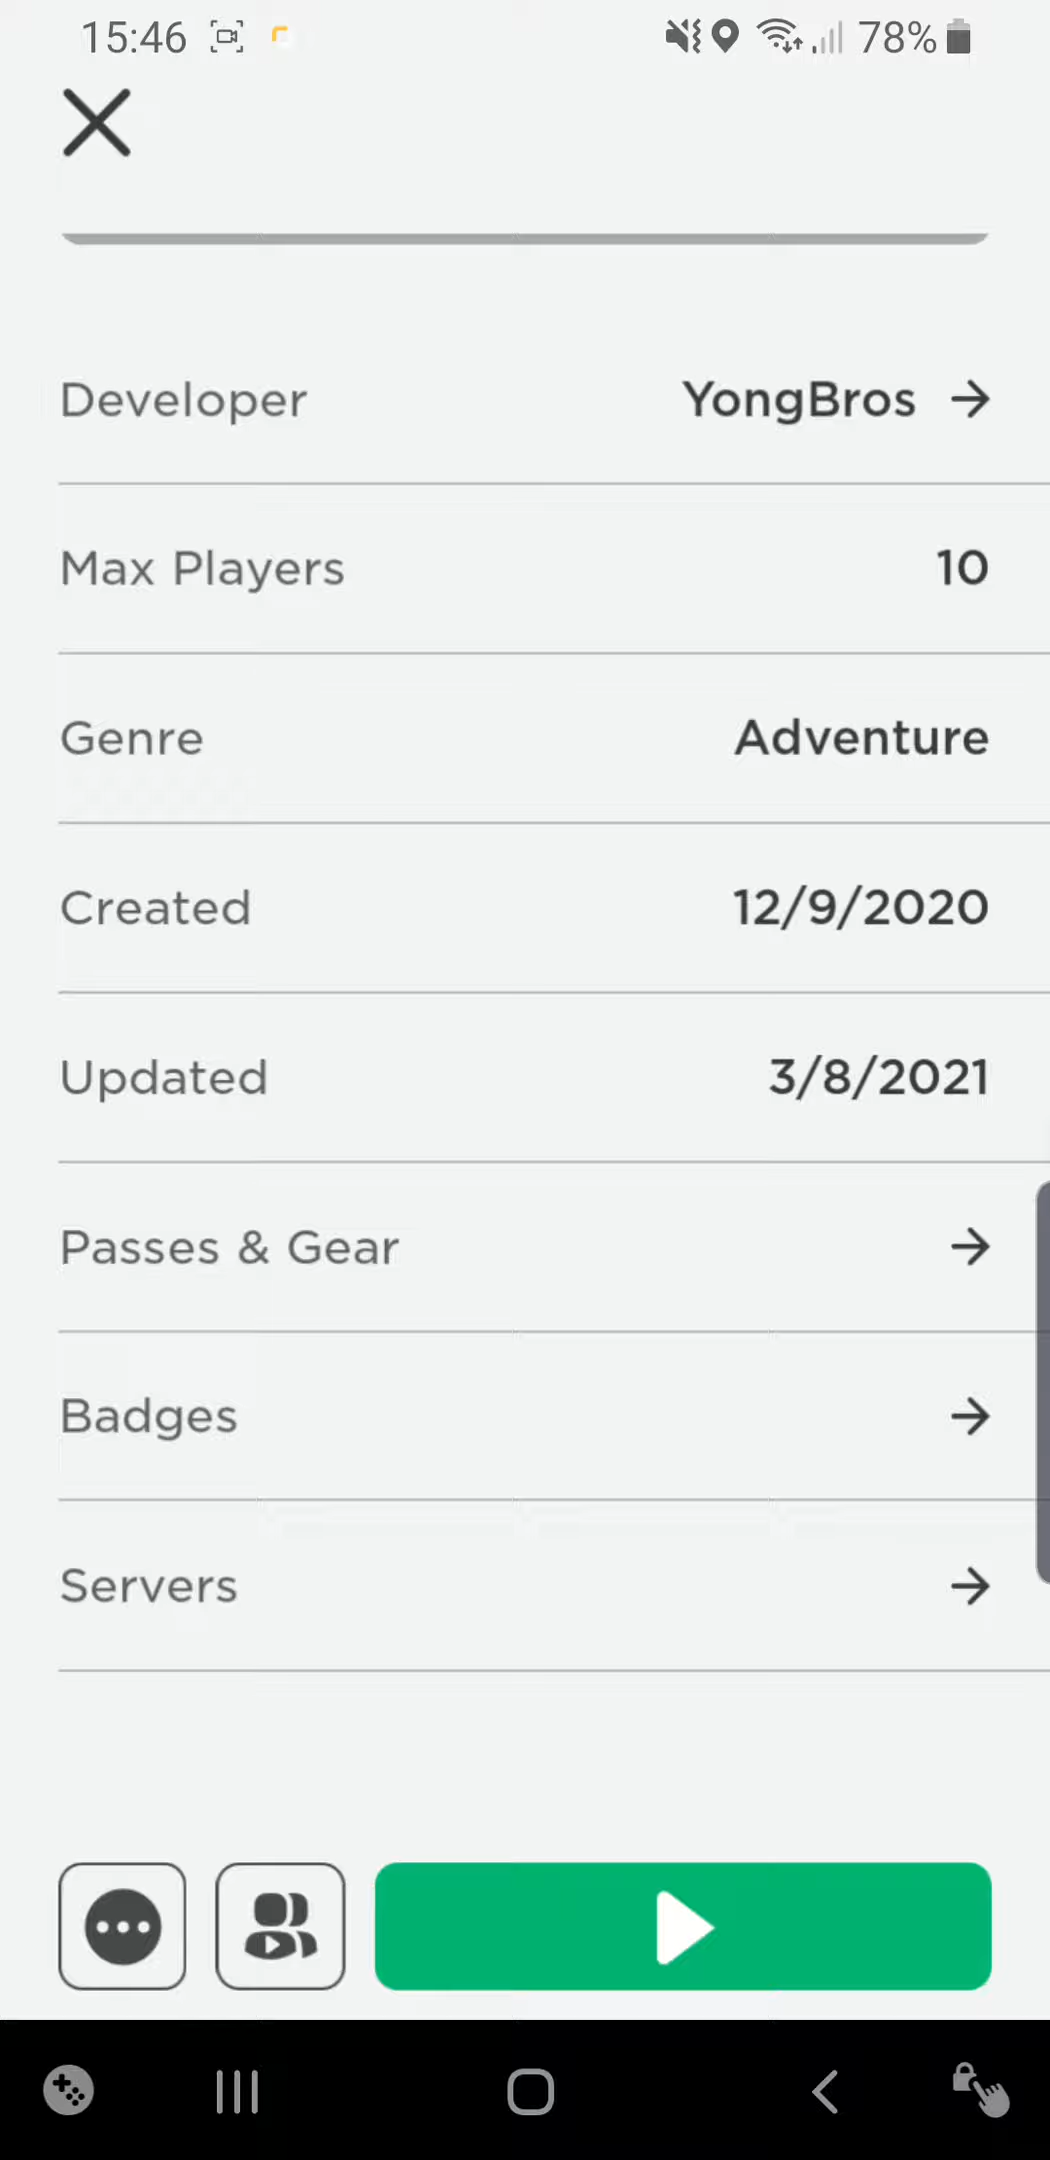 15:46 78%
Developer YongBros
Max Players 10
Genre Adventure
Created 12/9/2020
Updated 3/8/2021
Passes & Gear
Badges
Servers